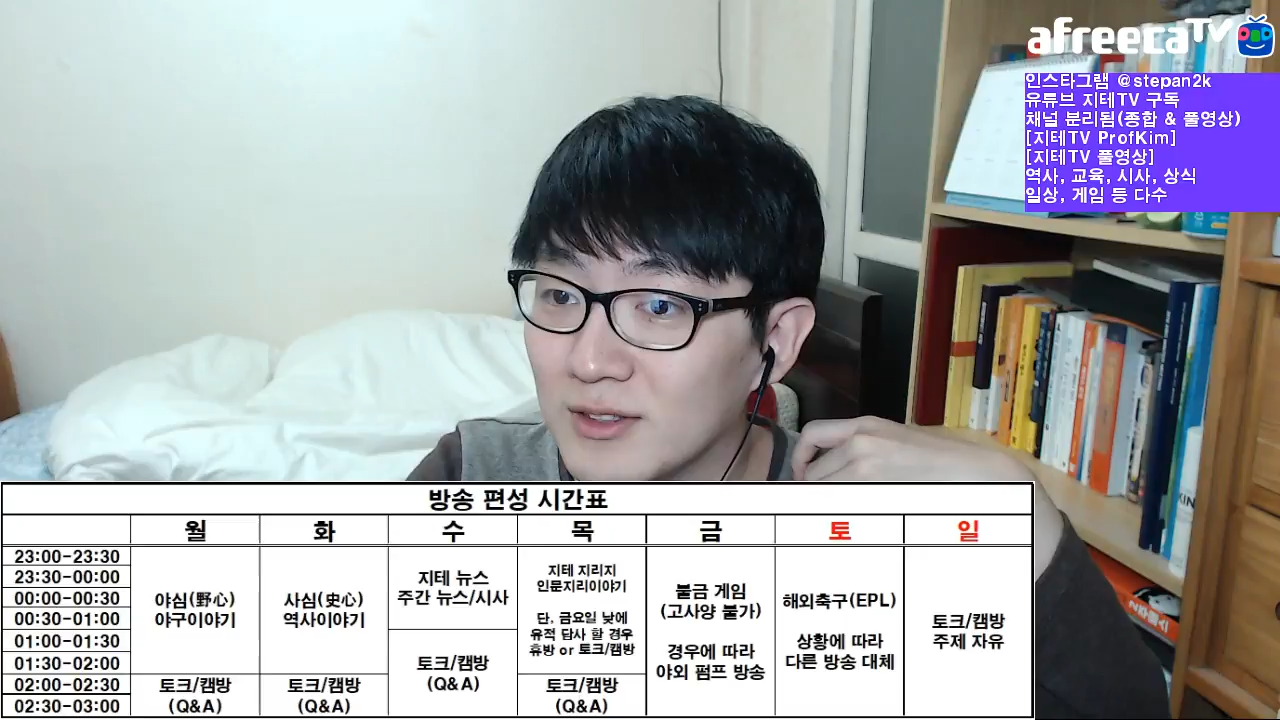 afreecaTV
인스타그램 @stepan2k
유튜브 지테TV 구독
채널 분리됨(종합 & 풀영상)
[지테TV ProfKim]
[지테TV 풀영상]
역사, 교육, 시사, 상식
일상, 게임 등 다수
방송 편성 시간표
월 화 수 목 금 토 일
23:00-23:30
23:30-00:00
00:00-00:30
00:30-01:00
01:00-01:30
01:30-02:00
02:00-02:30
02:30-03:00
야심(野心)
야구이야기
토크/캠방
(Q&A)
사심(史心)
역사이야기
토크/캠방
(Q&A)
지테 뉴스
주간 뉴스/시사
토크/캠방
(Q&A)
지테 지리지
인문지리이야기
단, 금요일 낮에
유적 답사 할 경우
휴방 or 토크/캠방
토크/캠방
(Q&A)
불금 게임
(고사양 불가)
경우에 따라
야외 펌프 방송
해외축구(EPL)
상황에 따라
다른 방송 대체
토크/캠방
주제 자유